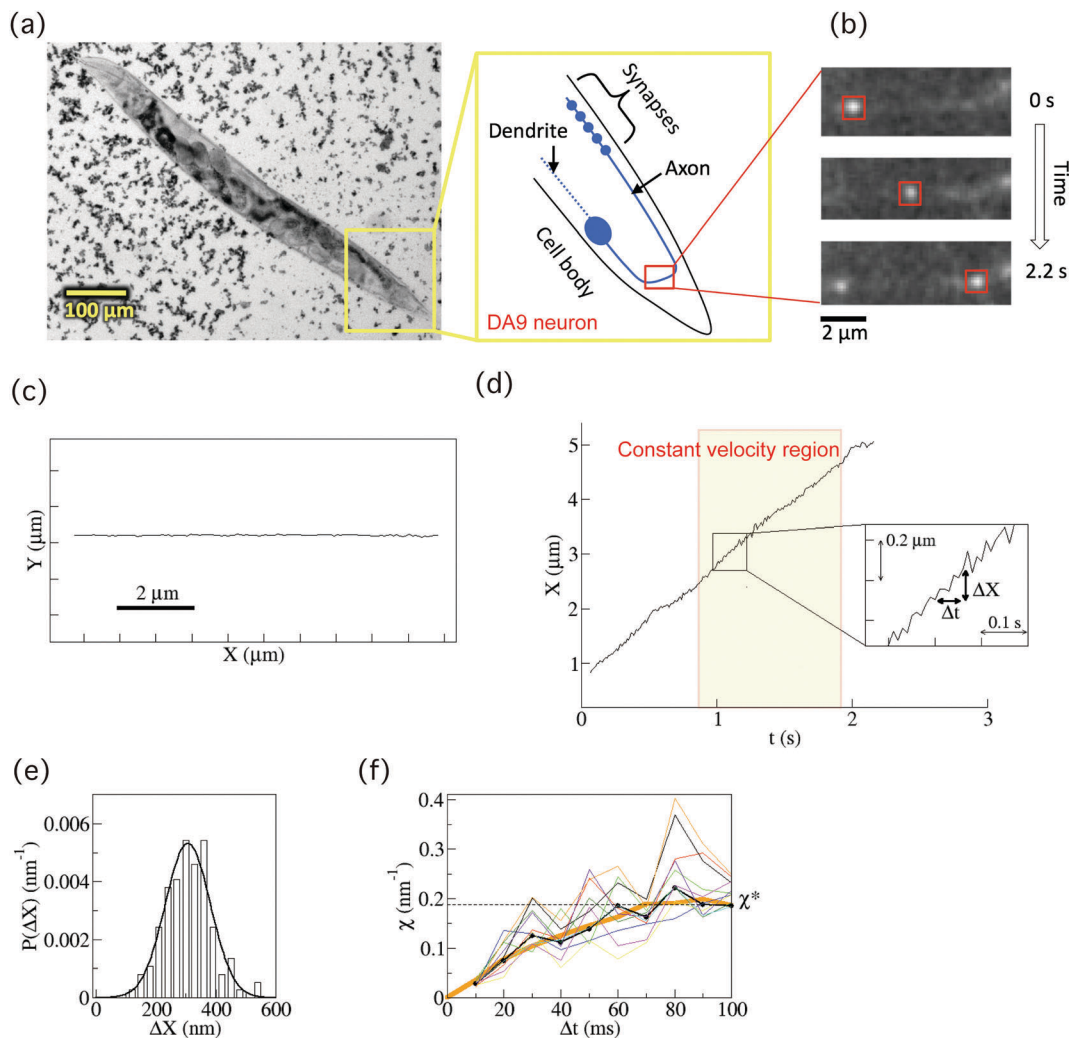 (a)
100 μm
Synapses
Dendrite
Axon
Cell body
DA9 neuron
(b)
0 s
Time
2.2 s
2 μm
(c)
Y (μm)
2 μm
X (μm)
(d)
Constant velocity region
X (μm)
5
4
3
2
1
0
1
2
3
t (s)
0.2 μm
ΔX
Δt
0.1 s
(e)
P(ΔX) (nm⁻¹)
0.006
0.004
0.002
0
0
200
400
600
ΔX (nm)
(f)
χ (nm⁻¹)
0.4
0.3
0.2
0.1
0
χ*
0
20
40
60
80
100
Δt (ms)